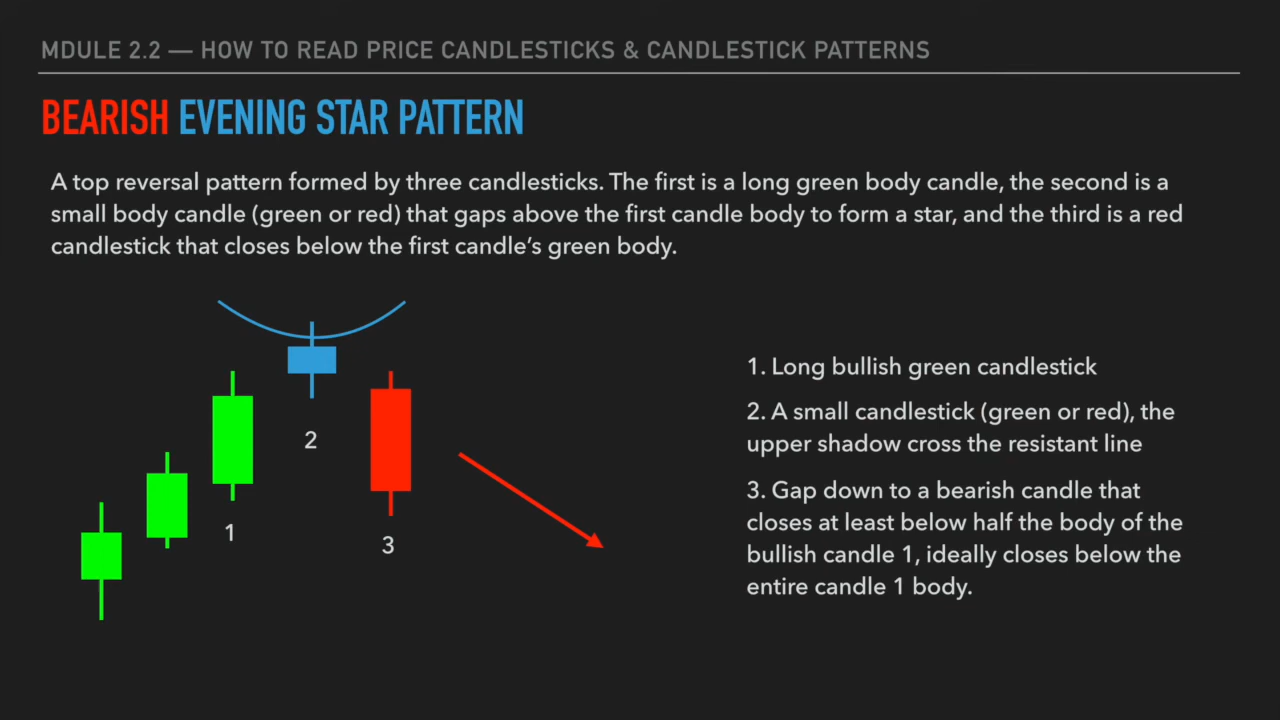 MDULE 2.2 — HOW TO READ PRICE CANDLESTICKS & CANDLESTICK PATTERNS
BEARISH EVENING STAR PATTERN
A top reversal pattern formed by three candlesticks. The first is a long green body candle, the second is a
small body candle (green or red) that gaps above the first candle body to form a star, and the third is a red
candlestick that closes below the first candle’s green body.
1
2
3
1. Long bullish green candlestick
2. A small candlestick (green or red), the
upper shadow cross the resistant line
3. Gap down to a bearish candle that
closes at least below half the body of the
bullish candle 1, ideally closes below the
entire candle 1 body.